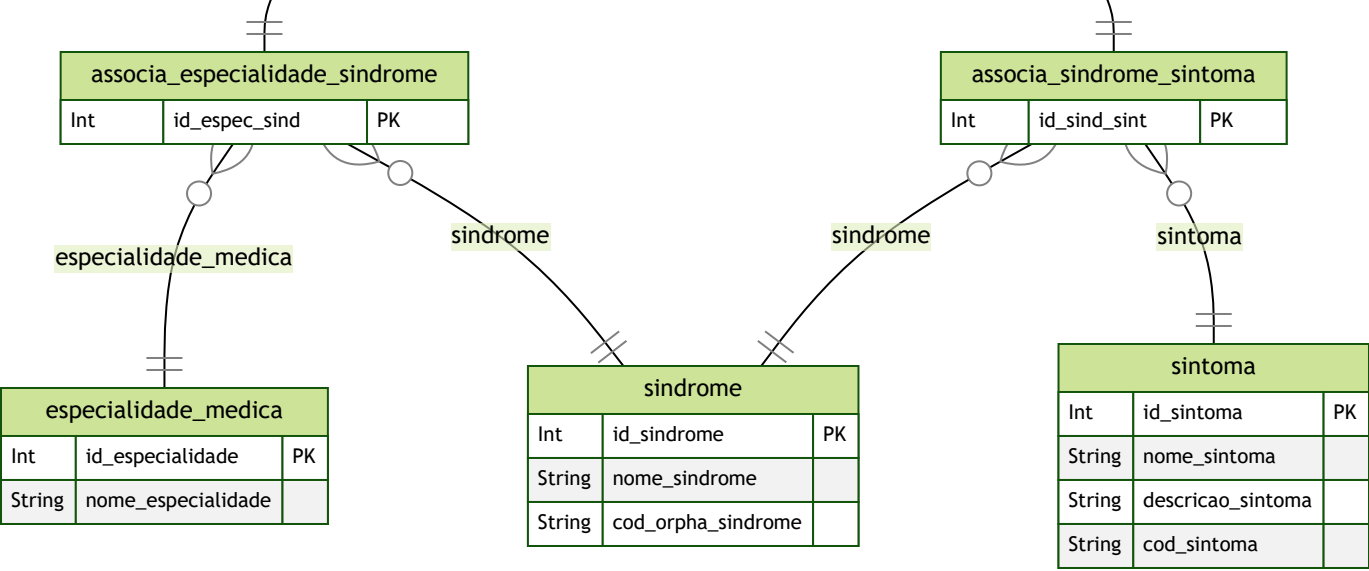 associa_especialidade_sindrome
Int id_espec_sind PK
associa_sindrome_sintoma
Int id_sind_sint PK
especialidade_medica
sindrome
sindrome
sintoma
especialidade_medica
Int id_especialidade PK
String nome_especialidade
sindrome
Int id_sindrome PK
String nome_sindrome
String cod_orpha_sindrome
sintoma
Int id_sintoma PK
String nome_sintoma
String descricao_sintoma
String cod_sintoma